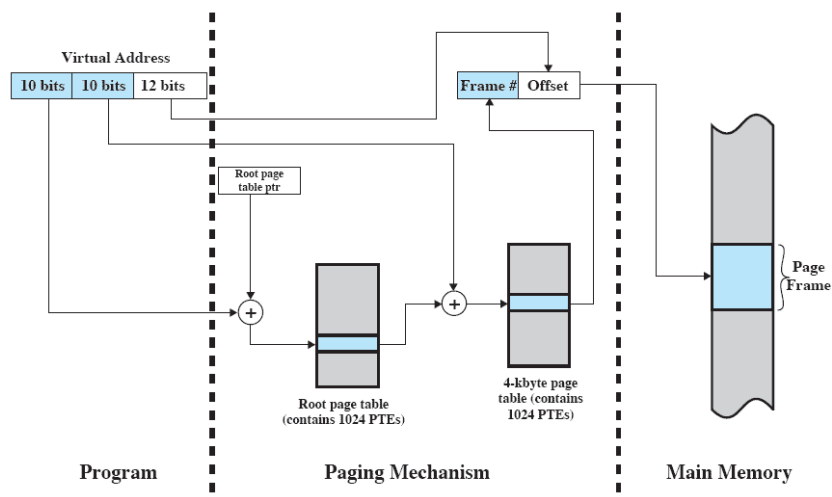 Virtual Address
10 bits 10 bits 12 bits
Frame # Offset
Root page
table ptr
+
+
Page
Frame
Root page table
(contains 1024 PTEs)
4-kbyte page
table (contains
1024 PTEs)
Program
Paging Mechanism
Main Memory